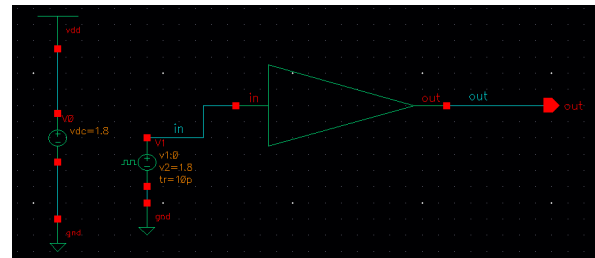 vdd
V0
vdc=1.8
gnd
in
V1
v1:0
v2=1.8
tr=10p
gnd
in
out
out
out